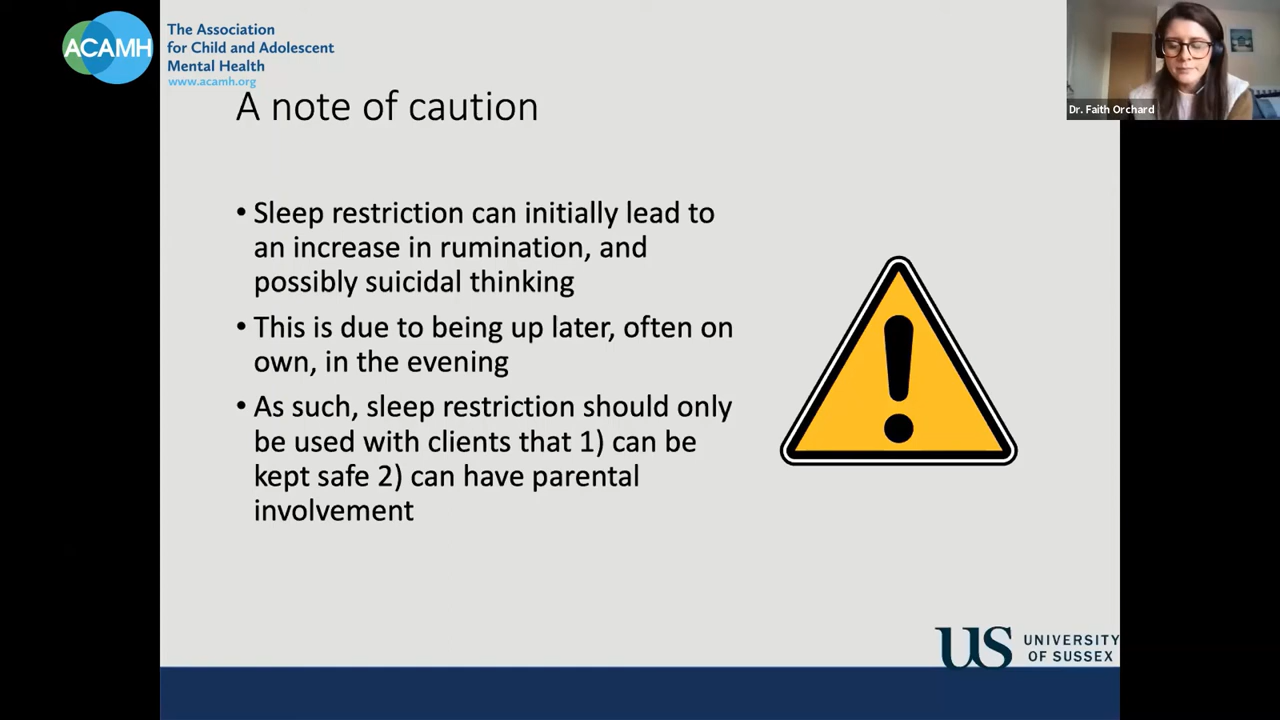 ACAMH
The Association
for Child and Adolescent
Mental Health
www.acamh.org
Dr. Faith Orchard
A note of caution
• Sleep restriction can initially lead to
an increase in rumination, and
possibly suicidal thinking
• This is due to being up later, often on
own, in the evening
• As such, sleep restriction should only
be used with clients that 1) can be
kept safe 2) can have parental
involvement
US
UNIVERSITY
OF SUSSEX